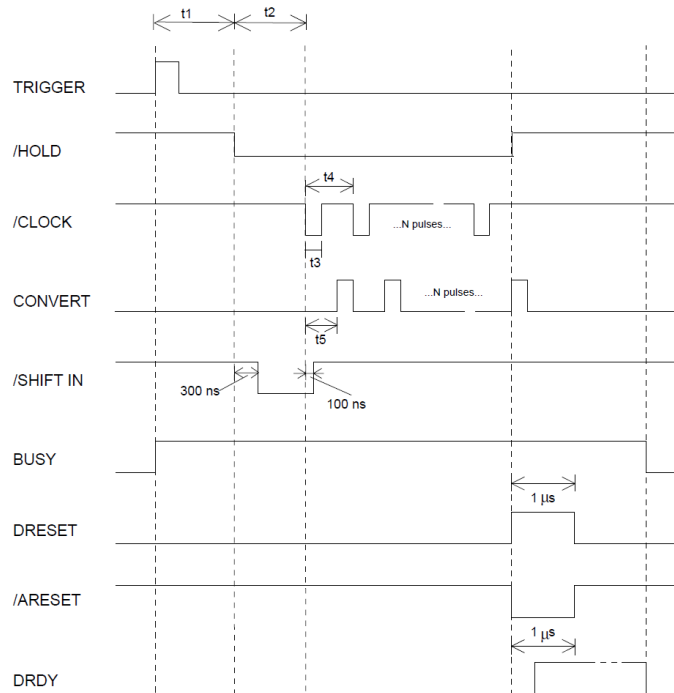 t1 t2
TRIGGER
/HOLD
t4
/CLOCK
...N pulses...
t3
CONVERT
...N pulses...
t5
/SHIFT IN
300 ns
100 ns
BUSY
1 μs
DRESET
/ARESET
1 μs
DRDY